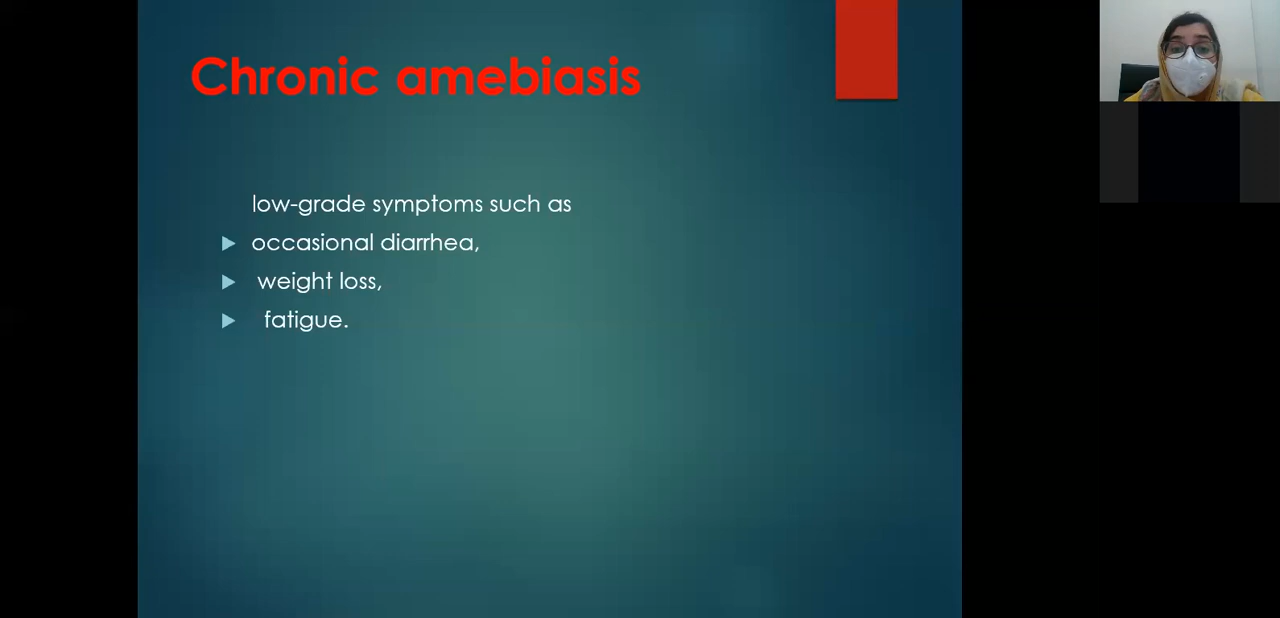 Chronic amebiasis
low-grade symptoms such as
occasional diarrhea,
weight loss,
fatigue.